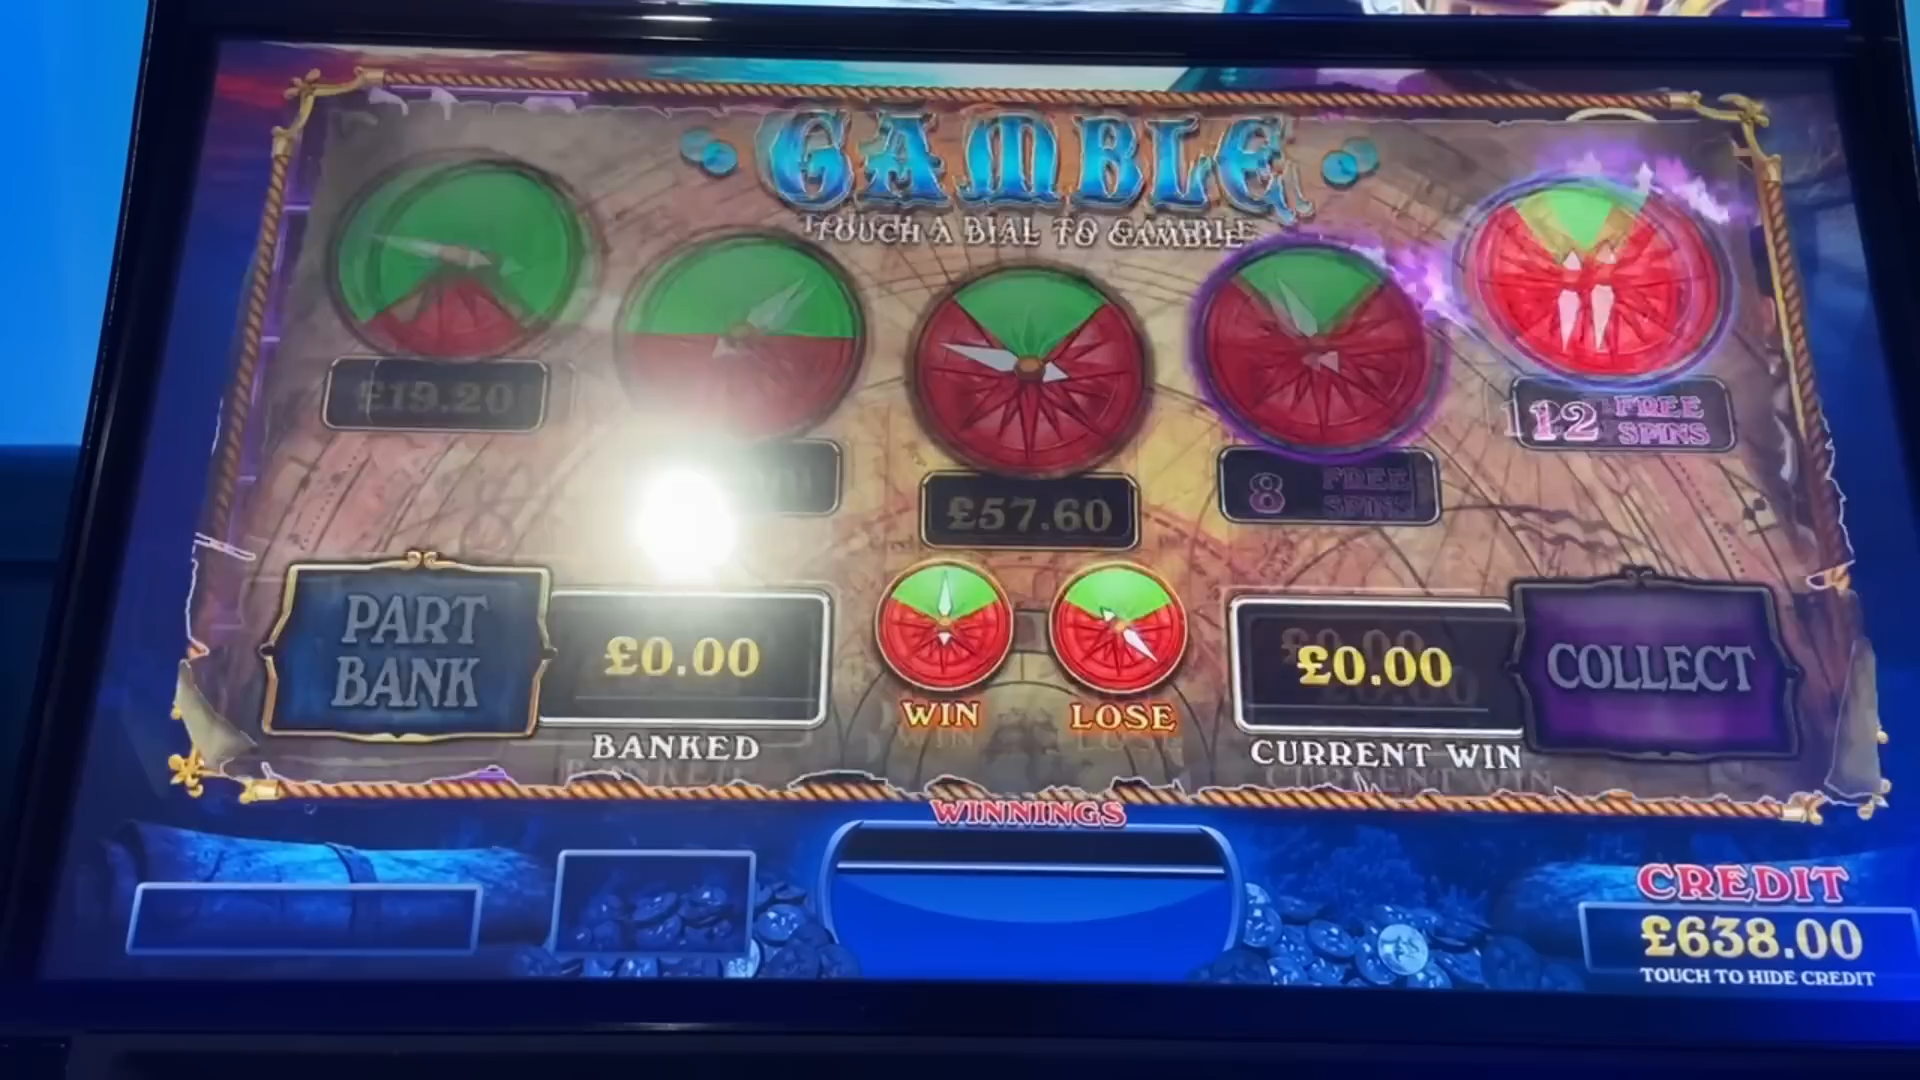 GAMBLE
TOUCH A DIAL TO GAMBLE
£19.20
£57.60
8 FREE SPINS
12 FREE SPINS
PART BANK
£0.00
BANKED
WIN
LOSE
£0.00
CURRENT WIN
COLLECT
WINNINGS
CREDIT
£638.00
TOUCH TO HIDE CREDIT